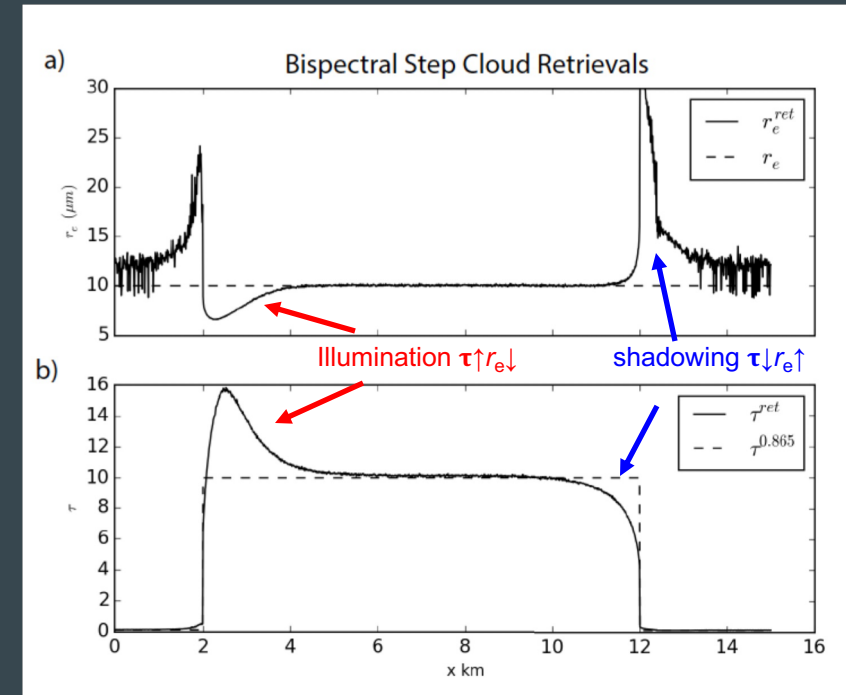 a)
Bispectral Step Cloud Retrievals
30
25
20
15
10
5
r_e (μm)
r_e^ret
r_e
Illumination τ↑r_e↓
shadowing τ↓r_e↑
b)
16
14
12
10
8
6
4
2
0
τ
τ^ret
τ^0.865
0 2 4 6 8 10 12 14 16
x km